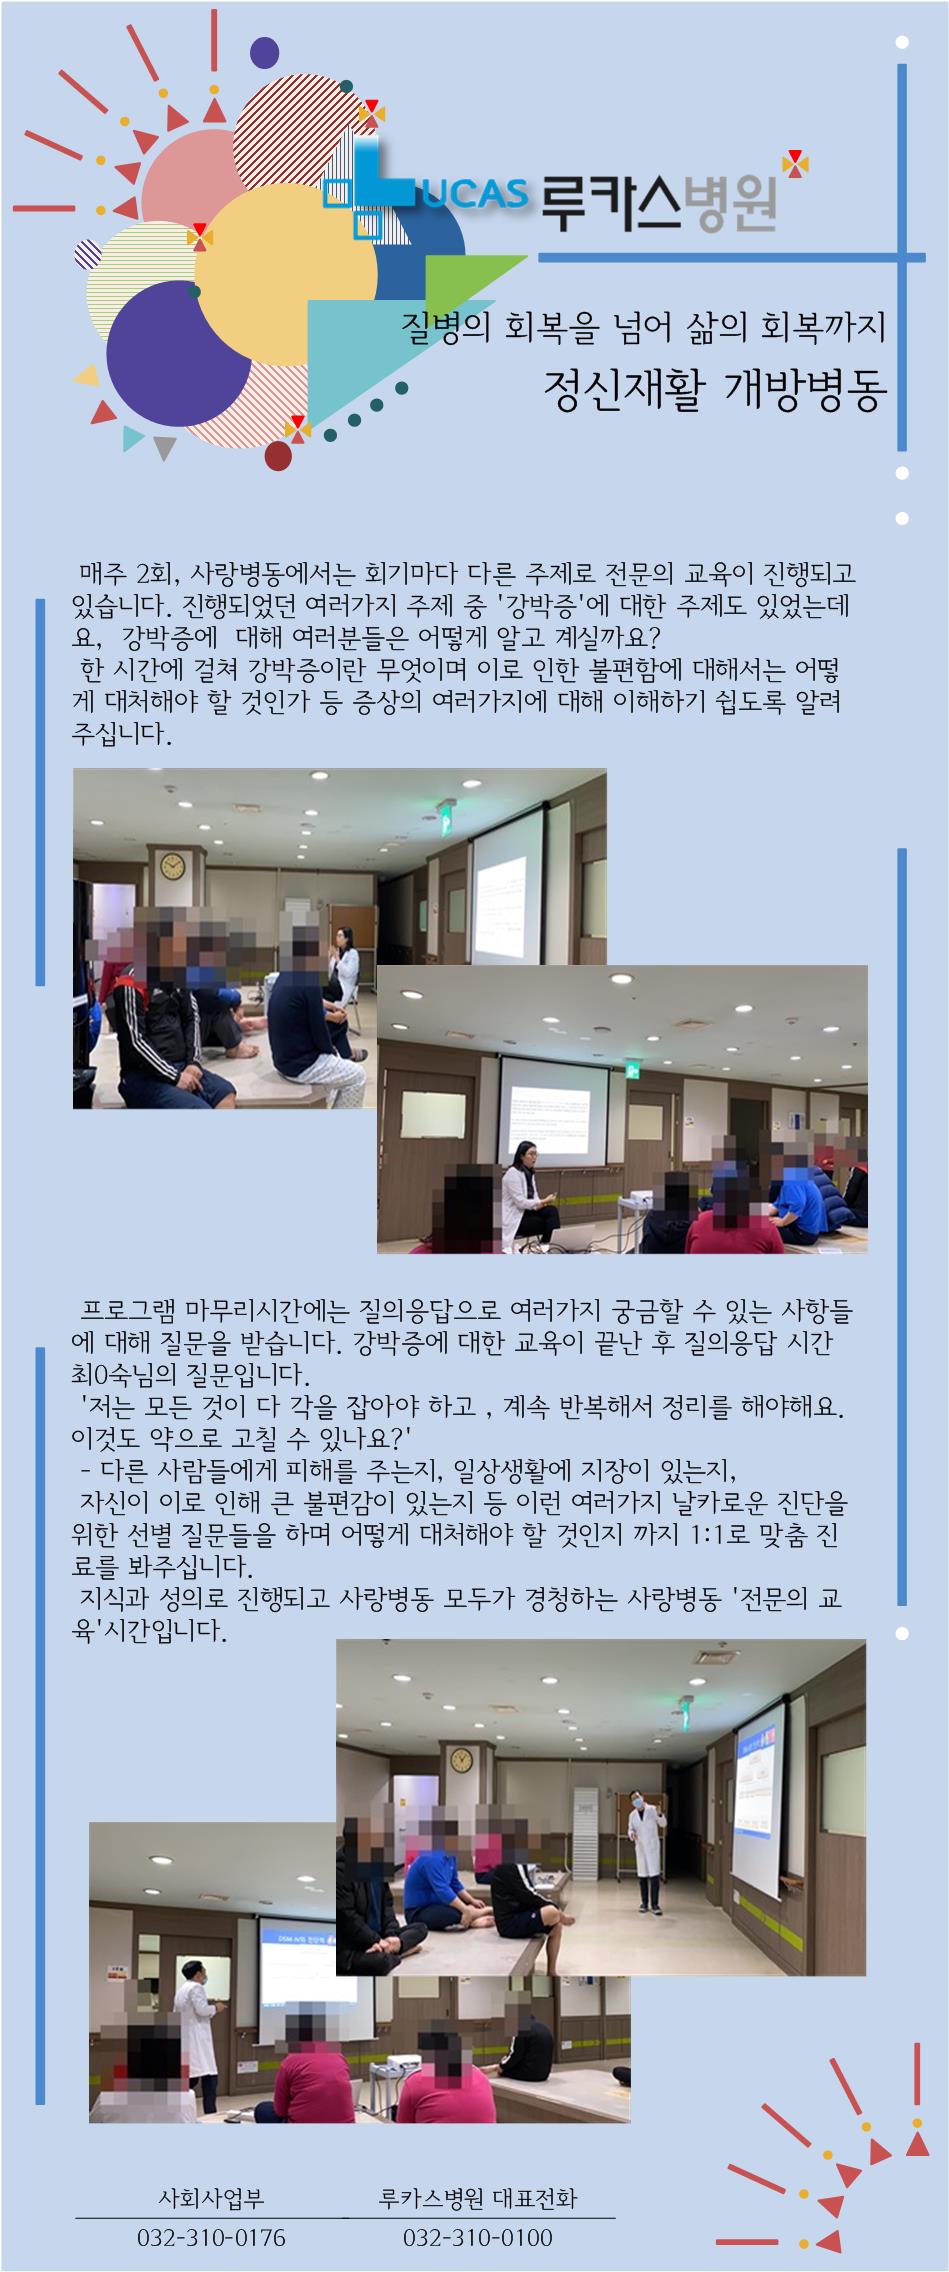 LUCAS 루카스병원
질병의 회복을 넘어 삶의 회복까지
정신재활 개방병동
매주 2회, 사랑병동에서는 회기마다 다른 주제로 전문의 교육이 진행되고
있습니다. 진행되었던 여러가지 주제 중 '강박증'에 대한 주제도 있었는데
요, 강박증에 대해 여러분들은 어떻게 알고 계실까요?
한 시간에 걸쳐 강박증이란 무엇이며 이로 인한 불편함에 대해서는 어떻
게 대처해야 할 것인가 등 증상의 여러가지에 대해 이해하기 쉽도록 알려
주십니다.
프로그램 마무리시간에는 질의응답으로 여러가지 궁금할 수 있는 사항들
에 대해 질문을 받습니다. 강박증에 대한 교육이 끝난 후 질의응답 시간
최0숙님의 질문입니다.
'저는 모든 것이 다 각을 잡아야 하고 , 계속 반복해서 정리를 해야해요.
이것도 약으로 고칠 수 있나요?'
- 다른 사람들에게 피해를 주는지, 일상생활에 지장이 있는지,
자신이 이로 인해 큰 불편감이 있는지 등 이런 여러가지 날카로운 진단을
위한 선별 질문들을 하며 어떻게 대처해야 할 것인지 까지 1:1로 맞춤 진
료를 봐주십니다.
지식과 성의로 진행되고 사랑병동 모두가 경청하는 사랑병동 '전문의 교
육'시간입니다.
사회사업부 루카스병원 대표전화
032-310-0176 032-310-0100